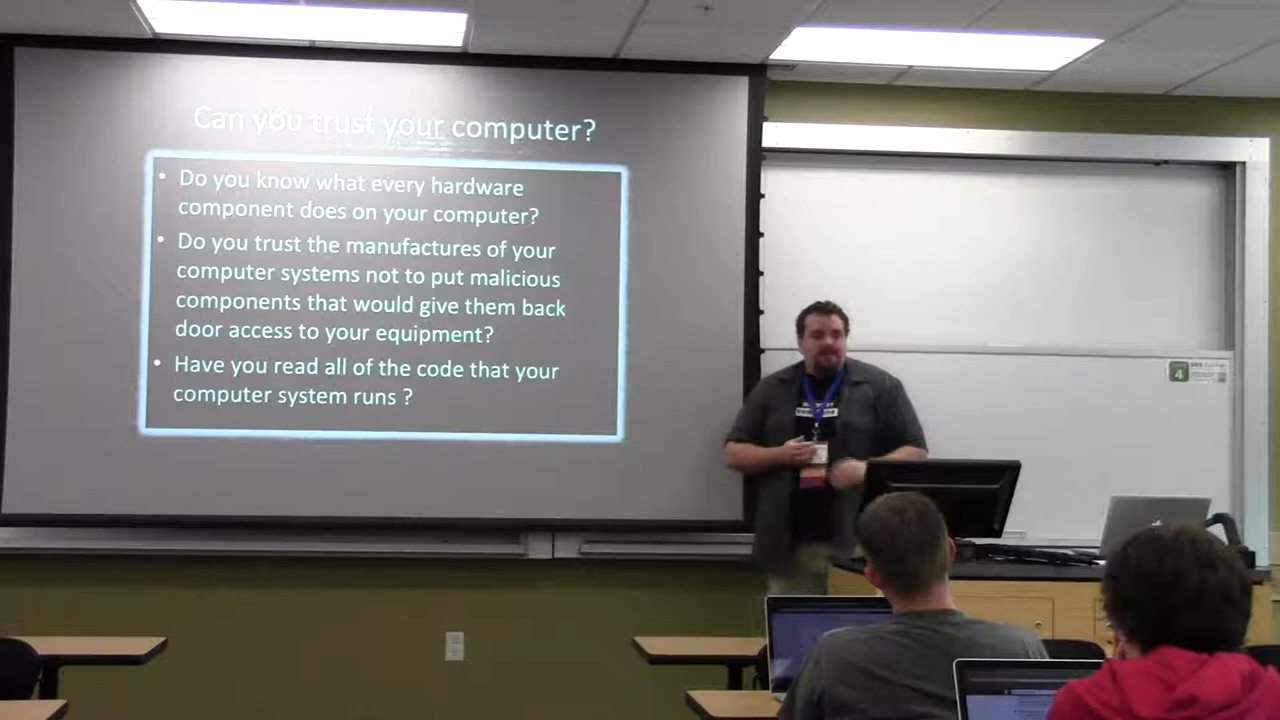 Can you trust your computer?
• Do you know what every hardware
component does on your computer?
• Do you trust the manufactures of your
computer systems not to put malicious
components that would give them back
door access to your equipment?
• Have you read all of the code that your
computer system runs ?
4